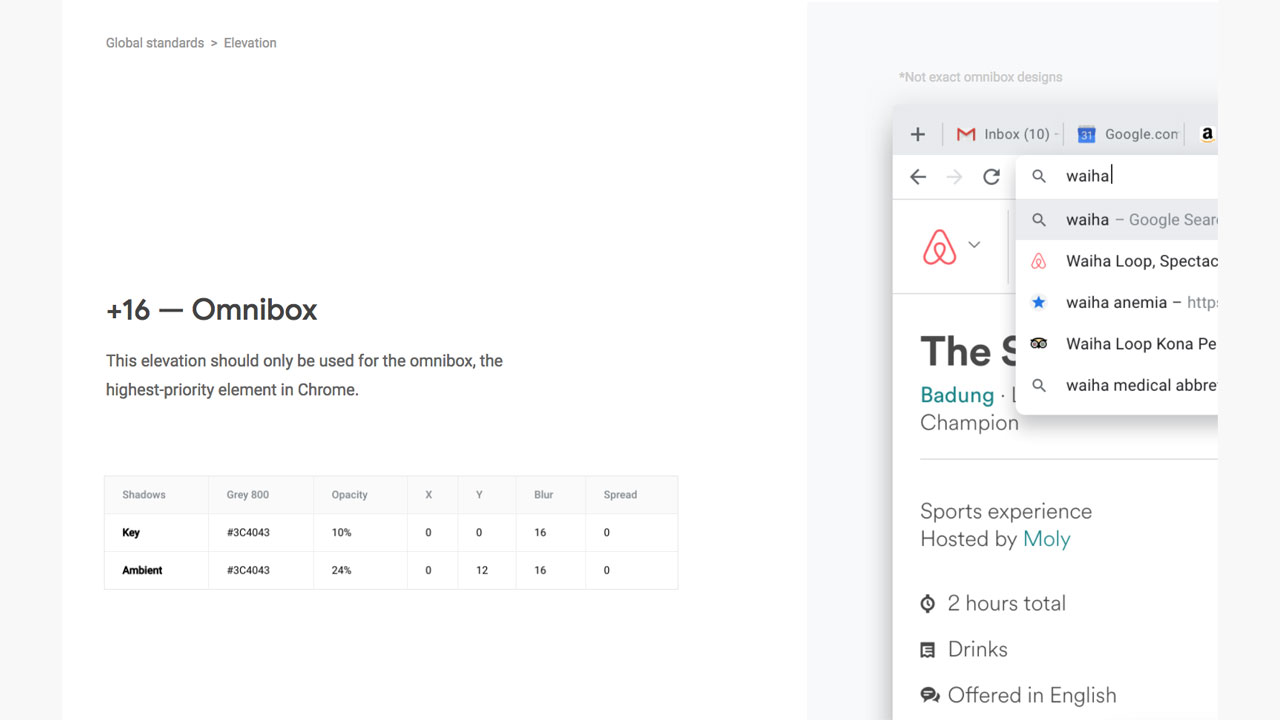 Global standards > Elevation
+16 — Omnibox
This elevation should only be used for the omnibox, the
highest-priority element in Chrome.
Shadows Grey 800 Opacity X Y Blur Spread
Key #3C4043 10% 0 0 16 0
Ambient #3C4043 24% 0 12 16 0
*Not exact omnibox designs
+ Inbox (10) - 31 Google.com a
waiha
waiha – Google Sear
Waiha Loop, Spectac
waiha anemia – https
Waiha Loop Kona Pe
waiha medical abbre
The S
Badung · L
Champion
Sports experience
Hosted by Moly
2 hours total
Drinks
Offered in English